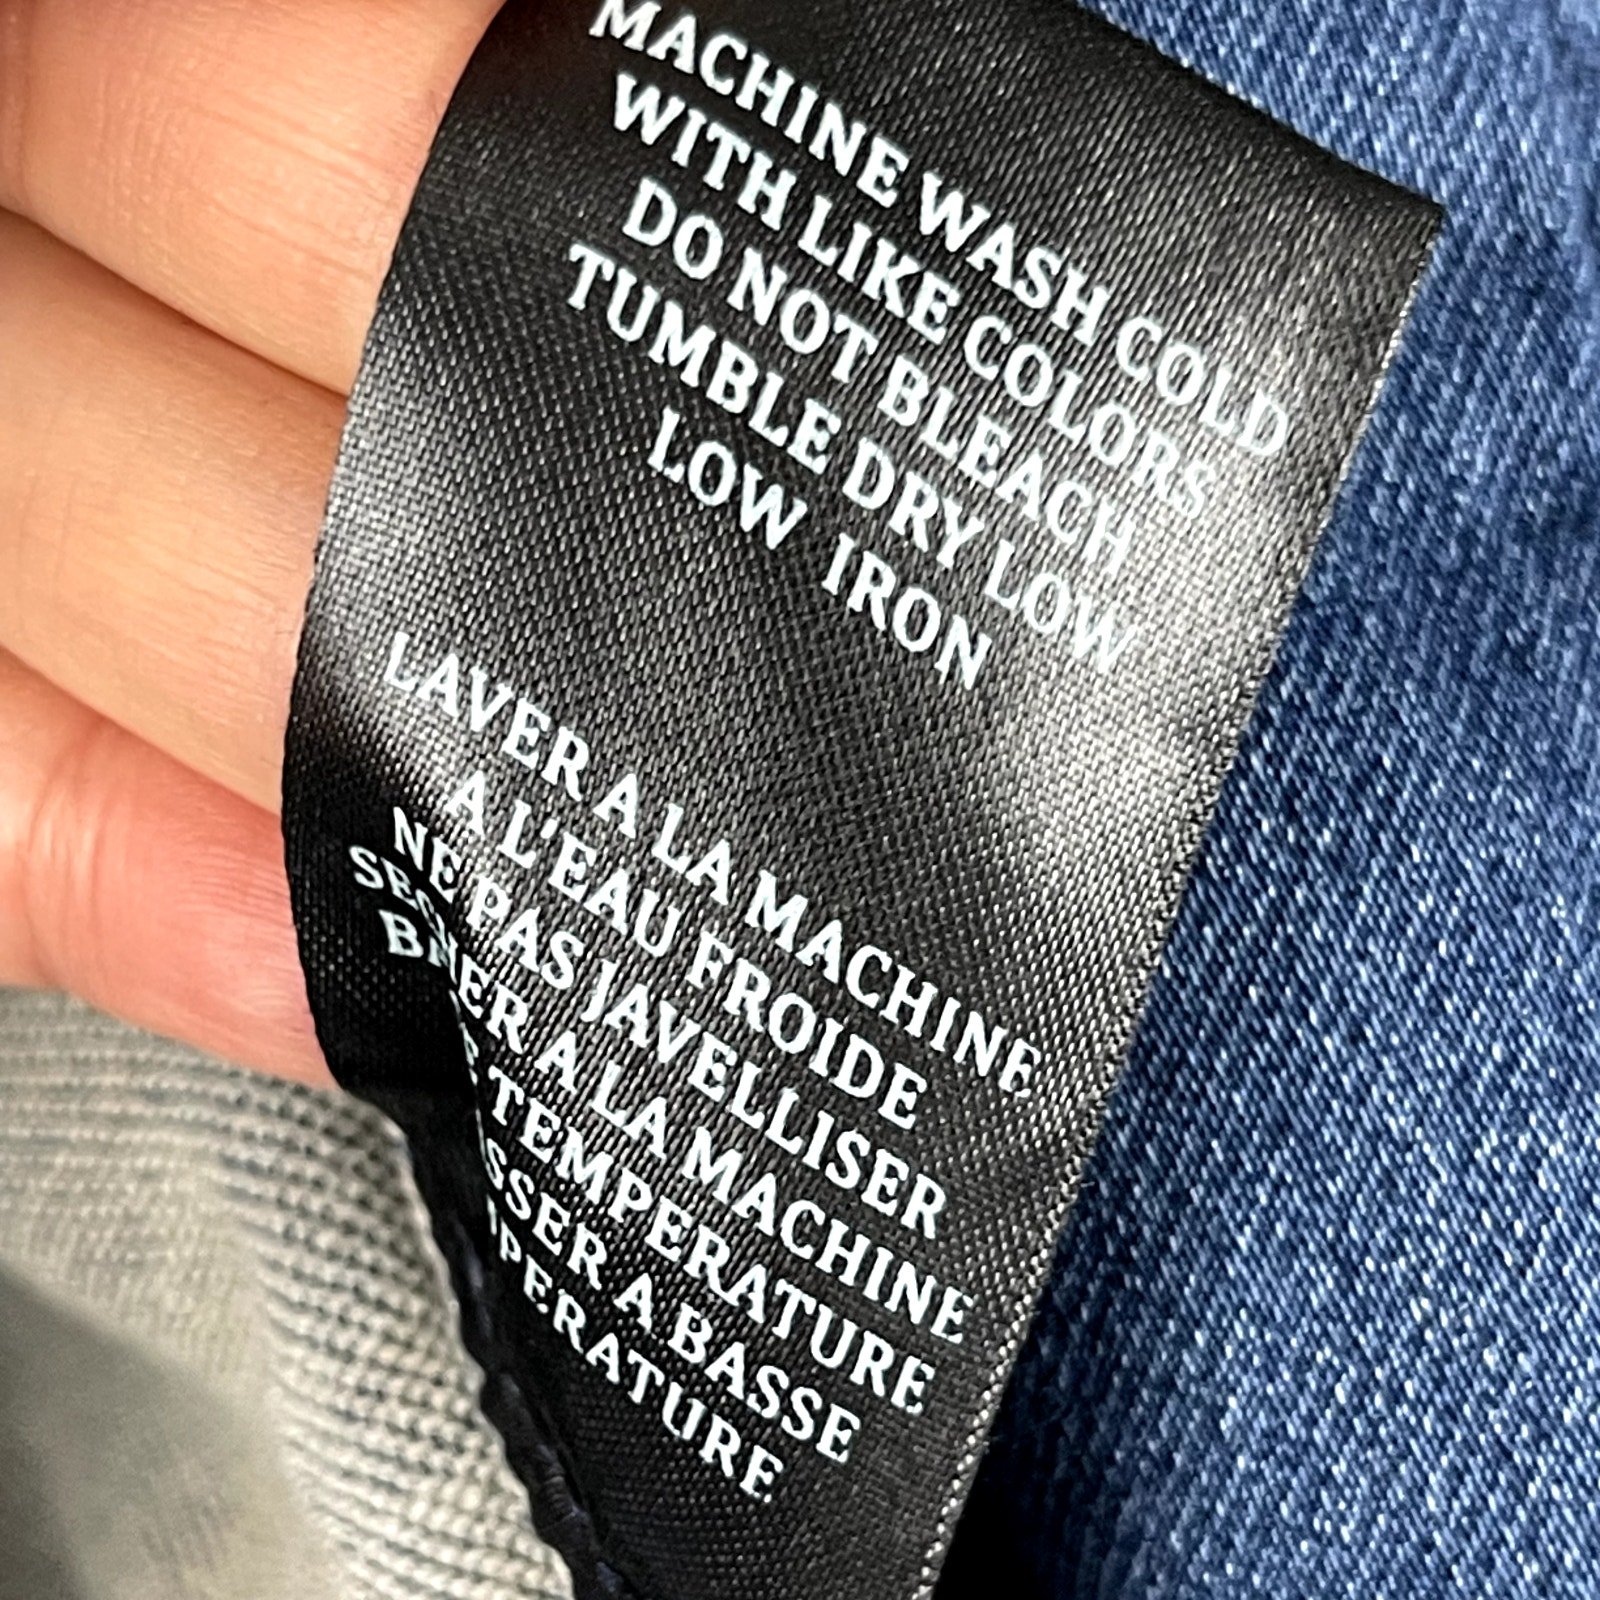 MACHINE WASH COLD
WITH LIKE COLORS
DO NOT BLEACH
TUMBLE DRY LOW
LOW IRON
LAVER A LA MACHINE
A L'EAU FROIDE
NE PAS JAVELLISER
SECHER A LA MACHINE
TEMPERATURE
A BASSE